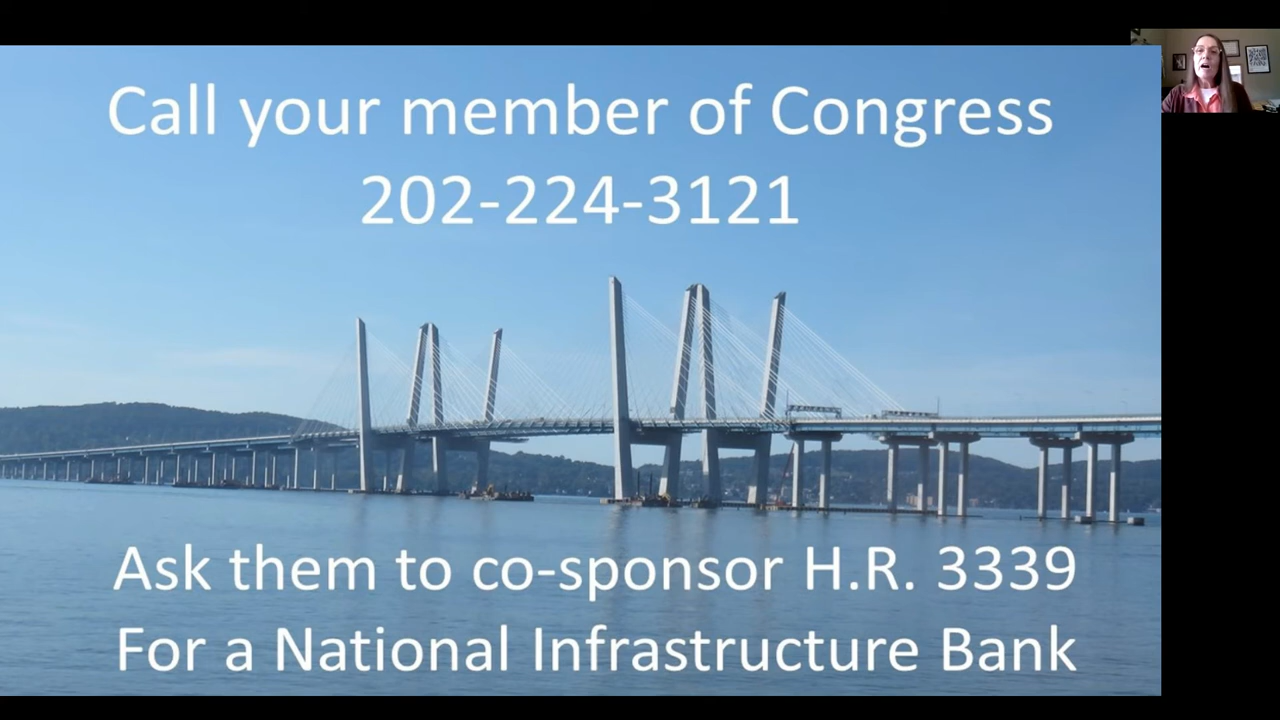 Call your member of Congress
202-224-3121
Ask them to co-sponsor H.R. 3339
For a National Infrastructure Bank